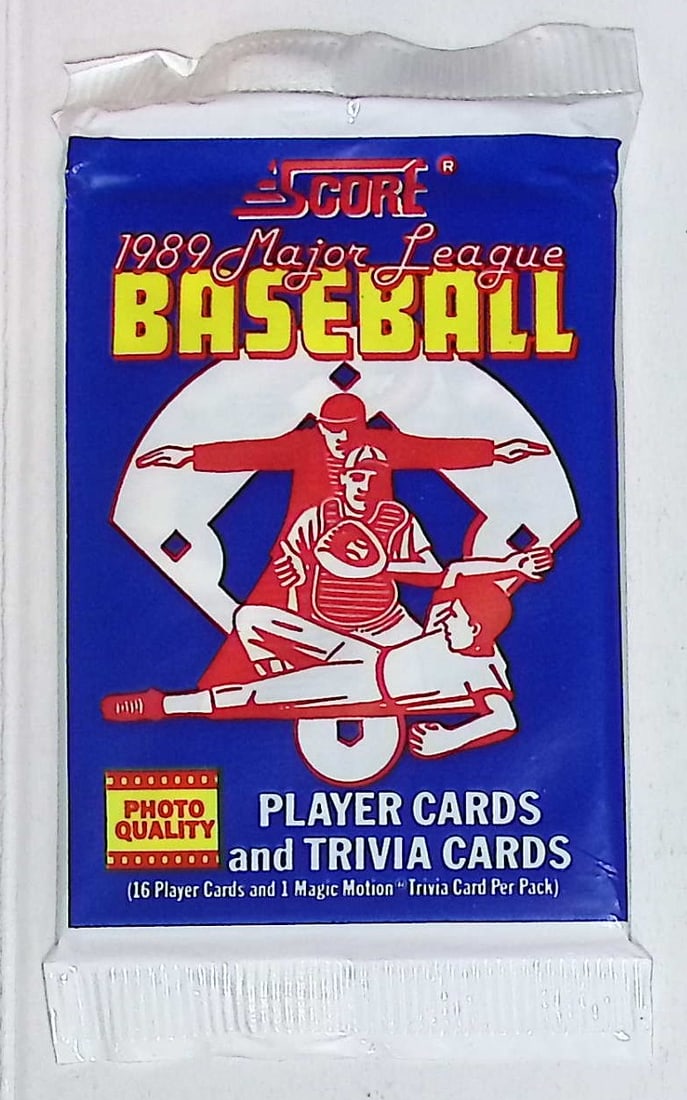 SCORE®
1989 Major League
BASEBALL
PHOTO
QUALITY
PLAYER CARDS
and TRIVIA CARDS
(16 Player Cards and 1 Magic Motion™ Trivia Card Per Pack)